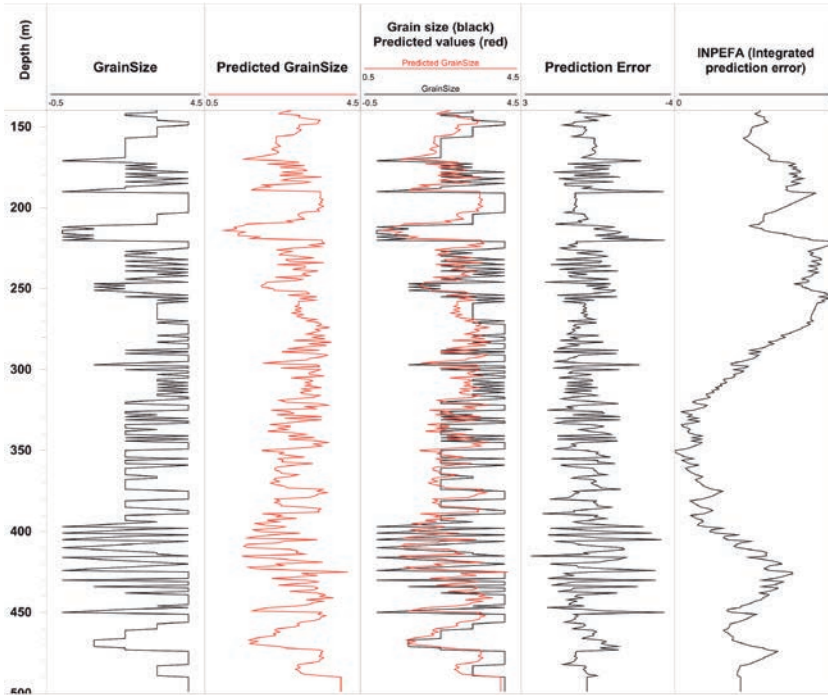 Depth (m)
GrainSize
Predicted GrainSize
Grain size (black)
Predicted values (red)
Predicted GrainSize
0.5 4.5
GrainSize
Prediction Error
INPEFA (Integrated
prediction error)
-0.5 4.5
0.5 4.5
-0.5 4.5
3 -4
0
150
200
250
300
350
400
450
500